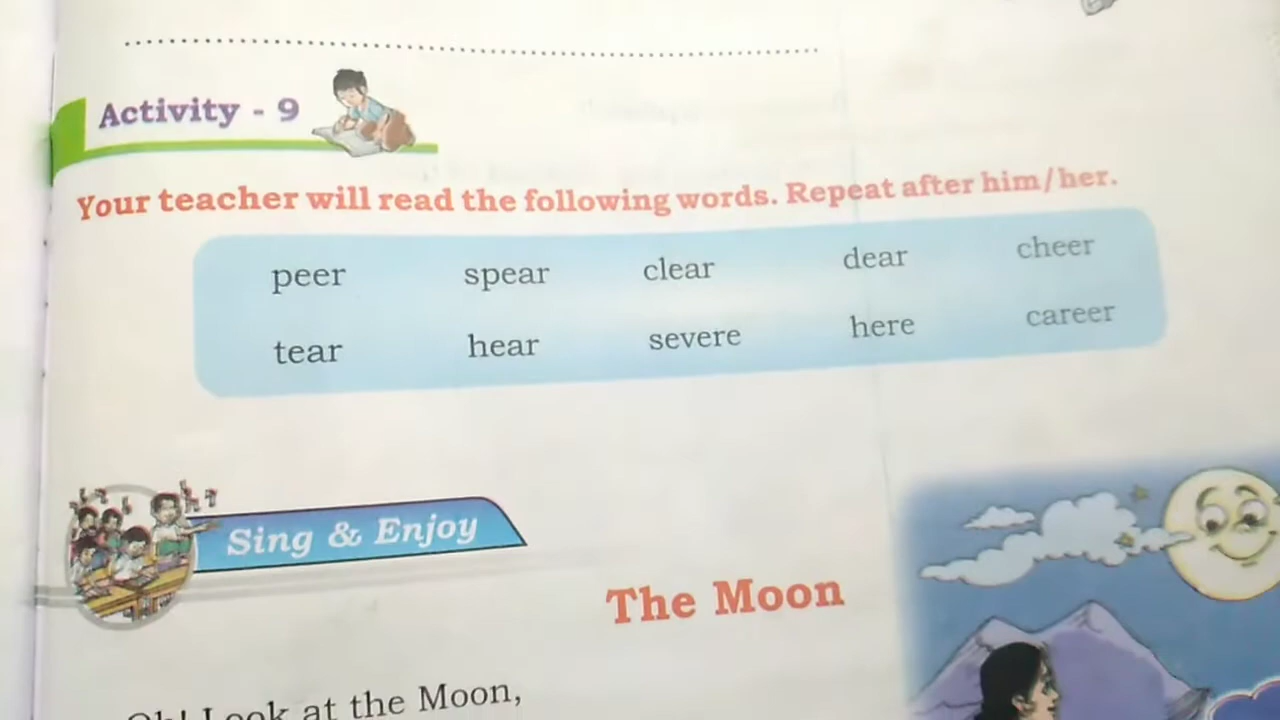 Activity - 9
Your teacher will read the following words. Repeat after him/her.
peer spear clear dear cheer
tear hear severe here career
Sing & Enjoy
The Moon
Oh! Look at the Moon,